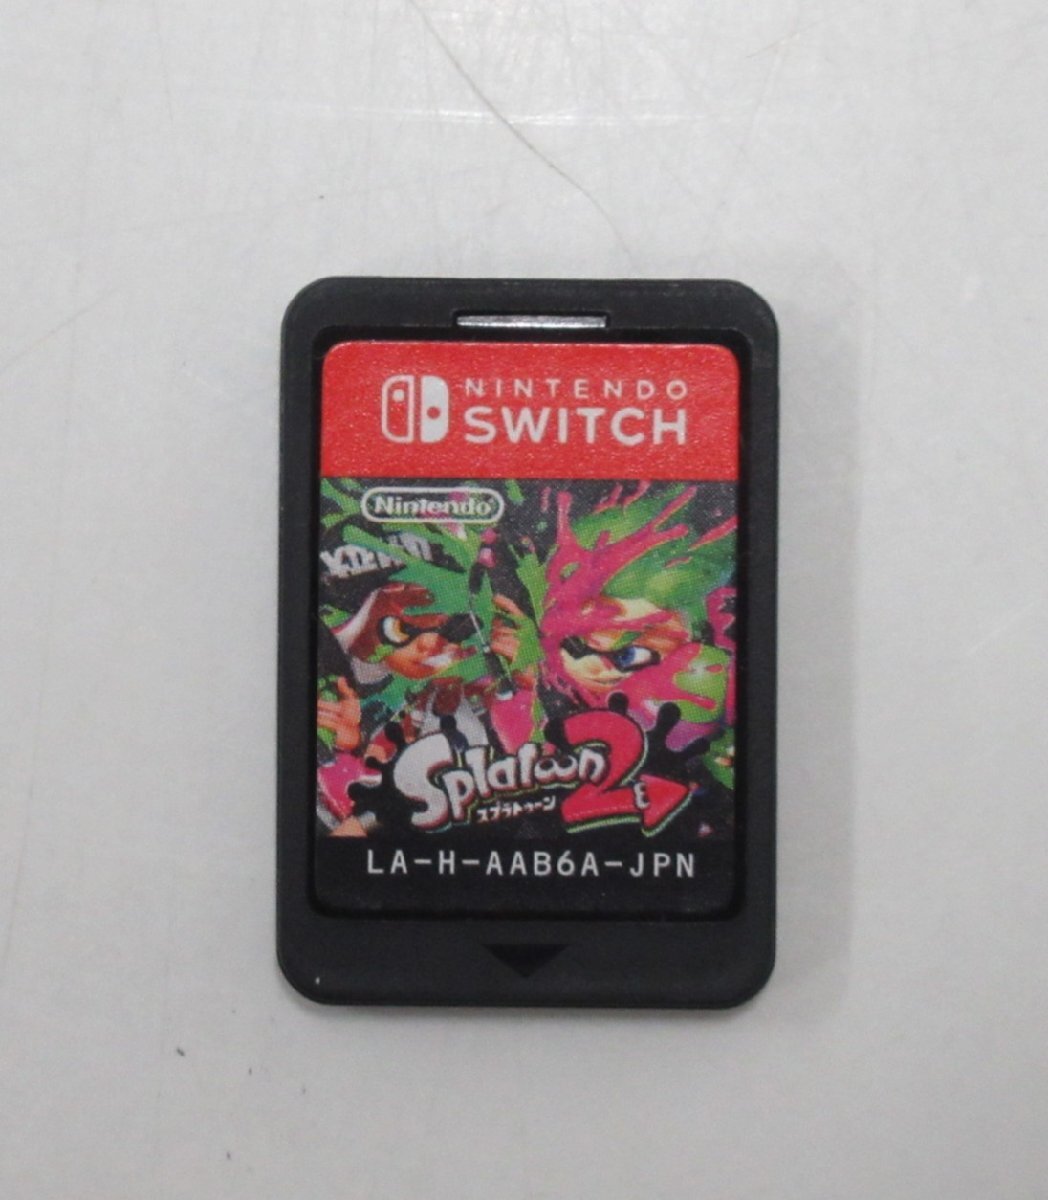 NINTENDO
SWITCH
Nintendo
Splatoon 2
スプラトゥーン
LA-H-AAB6A-JPN